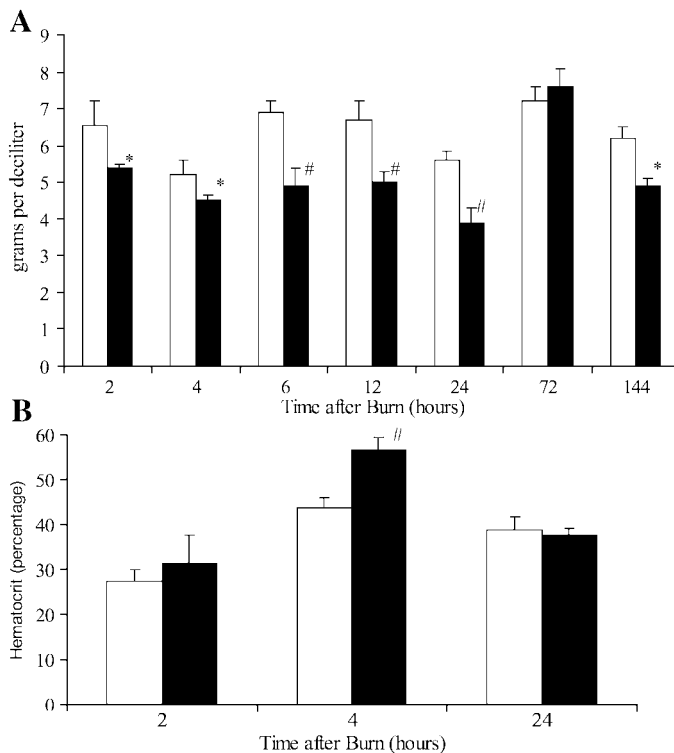 A
9
8
7
6
5
4
3
2
1
0
grams per deciliter
* * # # # *
2 4 6 12 24 72 144
Time after Burn (hours)
B
60
50
40
30
20
10
0
Hematocrit (percentage)
#
2 4 24
Time after Burn (hours)